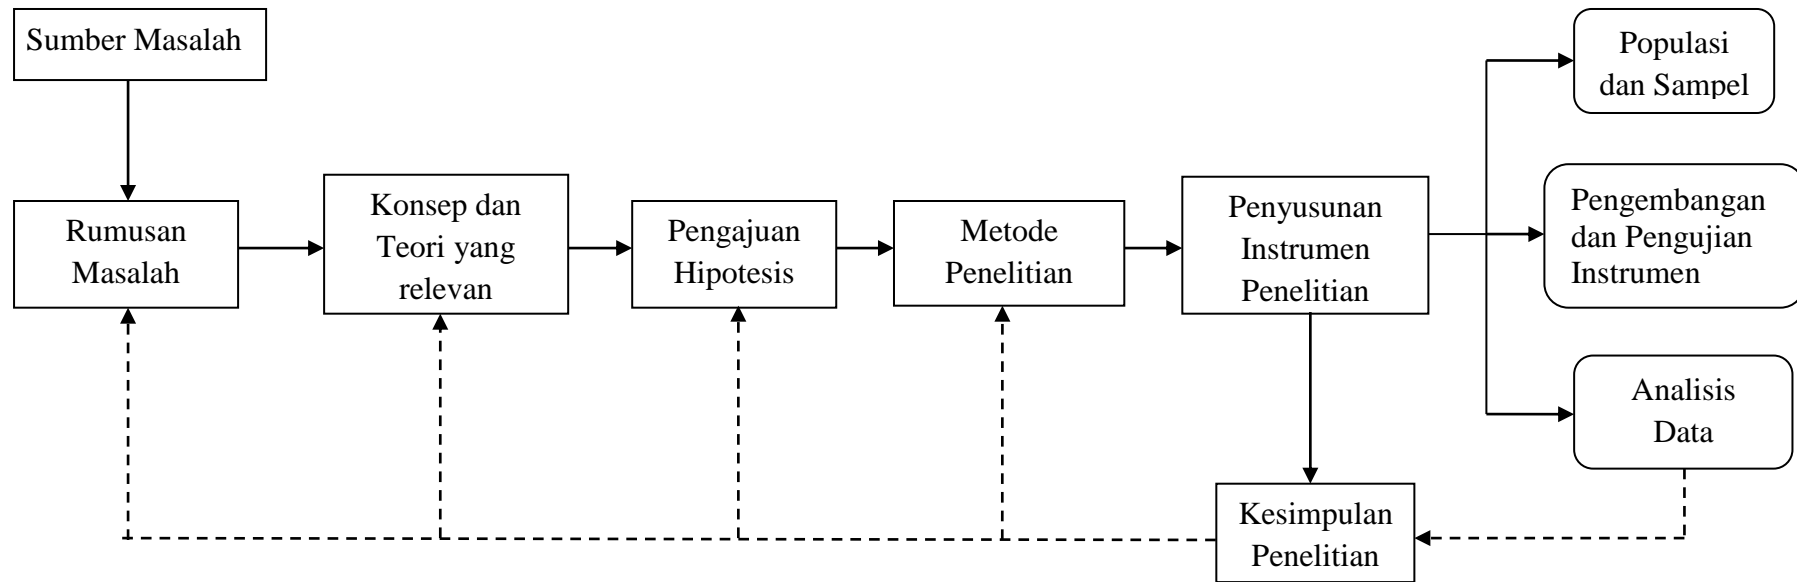 Sumber Masalah
Rumusan
Masalah
Konsep dan
Teori yang
relevan
Pengajuan
Hipotesis
Metode
Penelitian
Penyusunan
Instrumen
Penelitian
Populasi
dan Sampel
Pengembangan
dan Pengujian
Instrumen
Analisis
Data
Kesimpulan
Penelitian